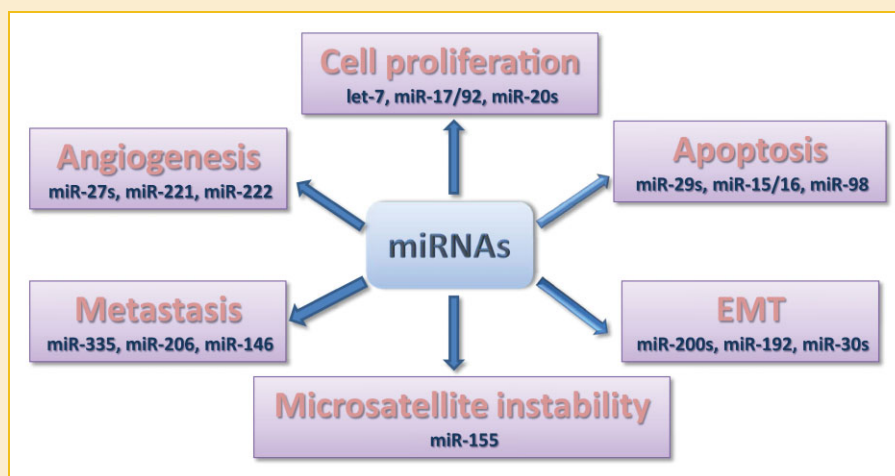 Cell proliferation
let-7, miR-17/92, miR-20s
Angiogenesis
miR-27s, miR-221, miR-222
Apoptosis
miR-29s, miR-15/16, miR-98
miRNAs
Metastasis
miR-335, miR-206, miR-146
EMT
miR-200s, miR-192, miR-30s
Microsatellite instability
miR-155